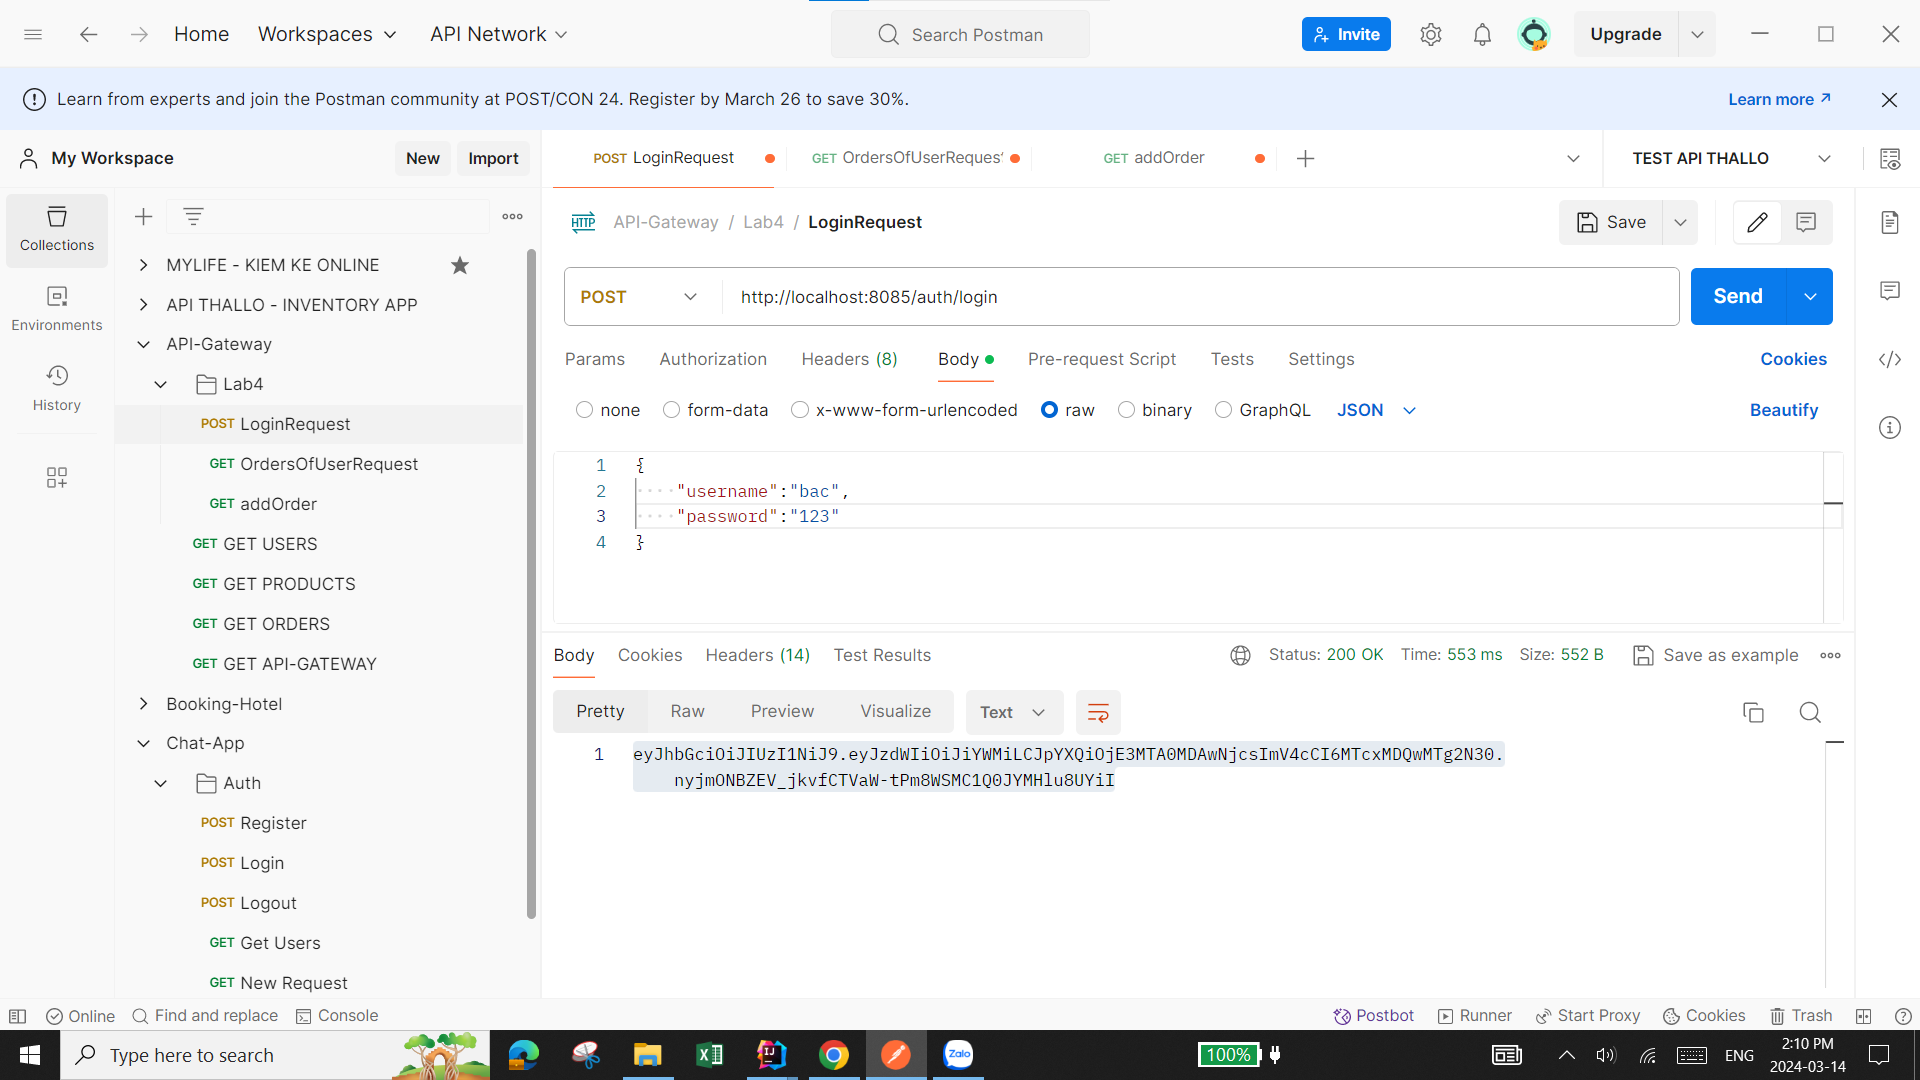 Home
Workspaces
API Network
Search Postman
Invite
Upgrade
Learn from experts and join the Postman community at POST/CON 24. Register by March 26 to save 30%.
Learn more
My Workspace
New
Import
POST LoginRequest
GET OrdersOfUserReques
GET addOrder
TEST API THALLO
Collections
Environments
History
MYLIFE - KIEM KE ONLINE
API THALLO - INVENTORY APP
API-Gateway
Lab4
POST LoginRequest
GET OrdersOfUserRequest
GET addOrder
GET GET USERS
GET GET PRODUCTS
GET GET ORDERS
GET GET API-GATEWAY
Booking-Hotel
Chat-App
Auth
POST Register
POST Login
POST Logout
GET Get Users
GET New Request
HTTP API-Gateway / Lab4 / LoginRequest
Save
POST http://localhost:8085/auth/login
Send
Params Authorization Headers (8) Body Pre-request Script Tests Settings
Cookies
none form-data x-www-form-urlencoded raw binary GraphQL JSON
Beautify
1 {
2 "username":"bac",
3 "password":"123"
4 }
Body Cookies Headers (14) Test Results
Status: 200 OK Time: 553 ms Size: 552 B
Save as example
Pretty Raw Preview Visualize Text
1 eyJhbGciOiJIUzI1NiJ9.eyJzdWIiOiJiYWMiLCJpYXQiOjE3MTA0MDAwNjcsImV4cCI6MTcxMDQwMTg2N30.
nyjmONBZEV_jkvfCTVaW-tPm8WSMC1Q0JYMHlu8UYiI
Online
Find and replace
Console
Postbot
Runner
Start Proxy
Cookies
Trash
Type here to search
Zalo
100%
ENG
2:10 PM
2024-03-14